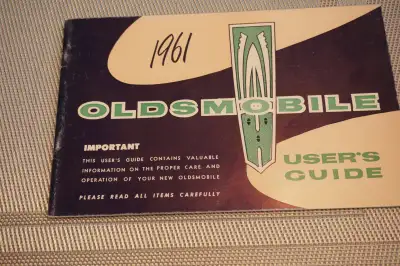 1961
OLDSMOBILE
IMPORTANT
THIS USER'S GUIDE CONTAINS VALUABLE
INFORMATION ON THE PROPER CARE AND
OPERATION OF YOUR NEW OLDSMOBILE
PLEASE READ ALL ITEMS CAREFULLY
USER'S
GUIDE